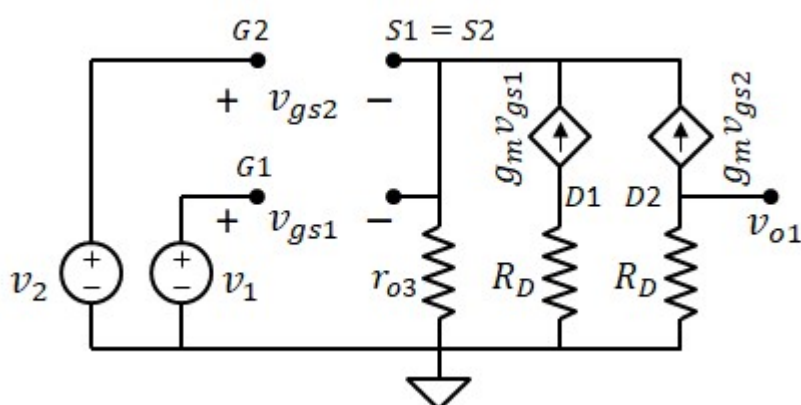 G2
S1 = S2
+ v_gs2 −
g_m v_gs1
g_m v_gs2
G1
+ v_gs1 −
D1
D2
v_o1
v_2
+
−
+
−
v_1
r_o3
R_D
R_D